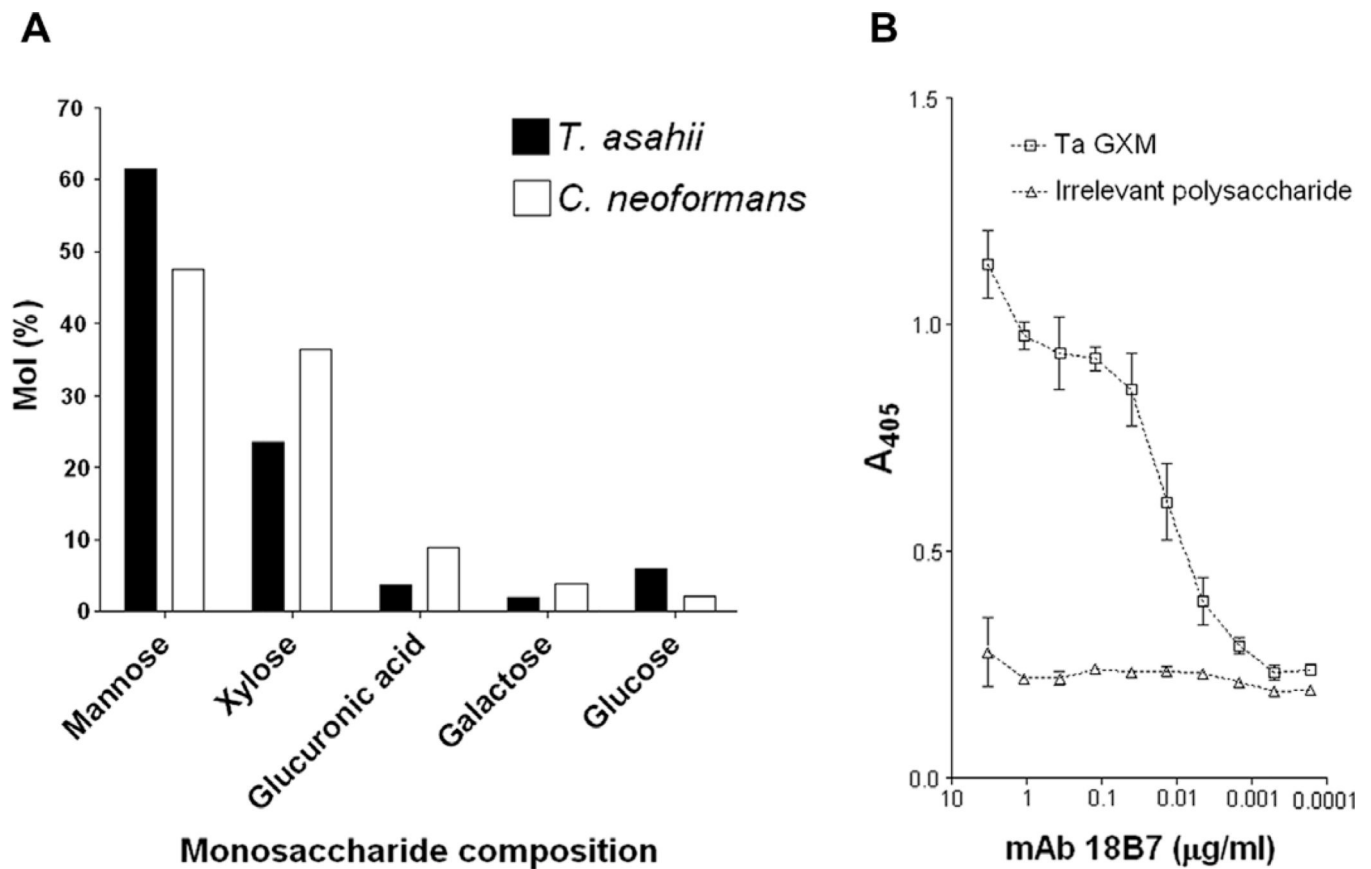 A
70
60
50
40
30
20
10
0
Mol (%)
T. asahii
C. neoformans
Mannose
Xylose
Glucuronic acid
Galactose
Glucose
Monosaccharide composition
B
1.5
1.0
0.5
0.0
A405
Ta GXM
Irrelevant polysaccharide
10 1 0.1 0.01 0.001 0.0001
mAb 18B7 (μg/ml)